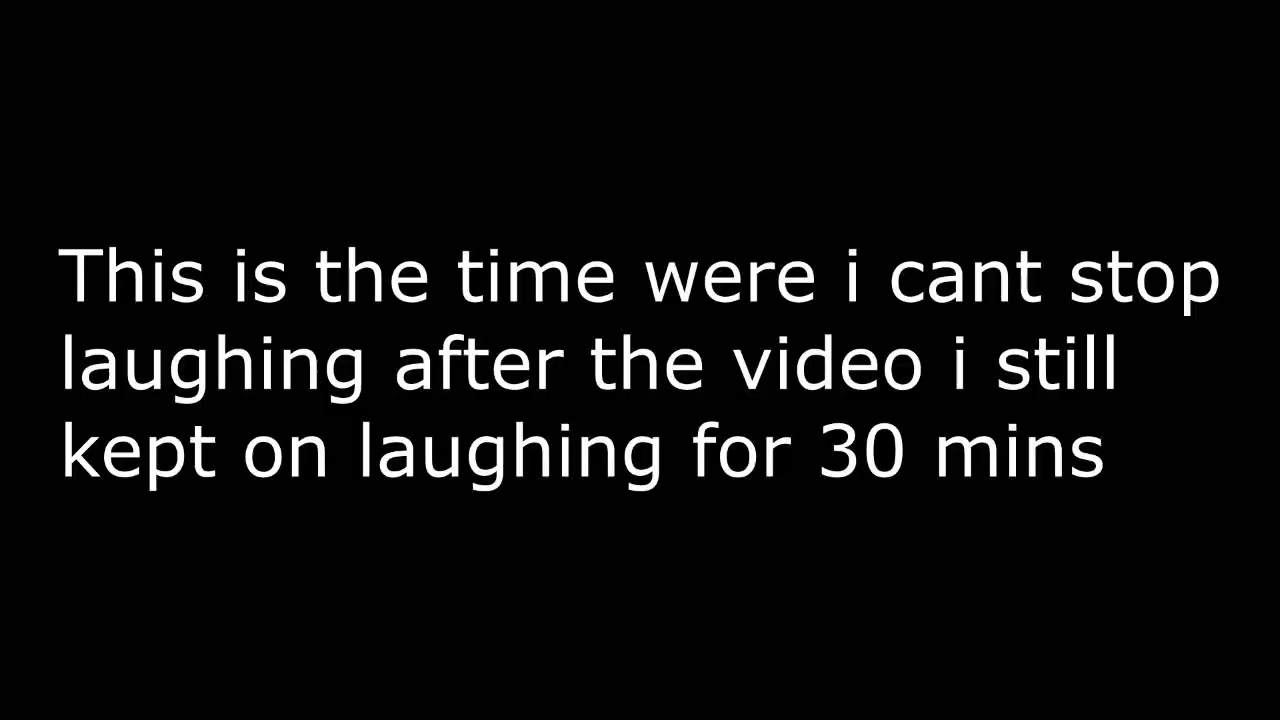 This is the time were i cant stop
laughing after the video i still
kept on laughing for 30 mins